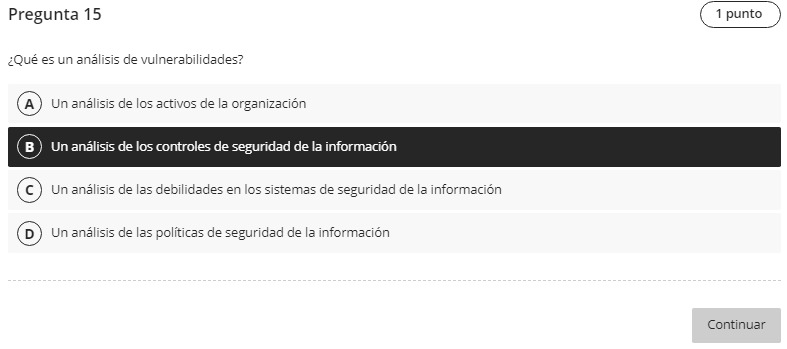 Pregunta 15
1 punto
¿Qué es un análisis de vulnerabilidades?
A Un análisis de los activos de la organización
B Un análisis de los controles de seguridad de la información
C Un análisis de las debilidades en los sistemas de seguridad de la información
D Un análisis de las políticas de seguridad de la información
Continuar